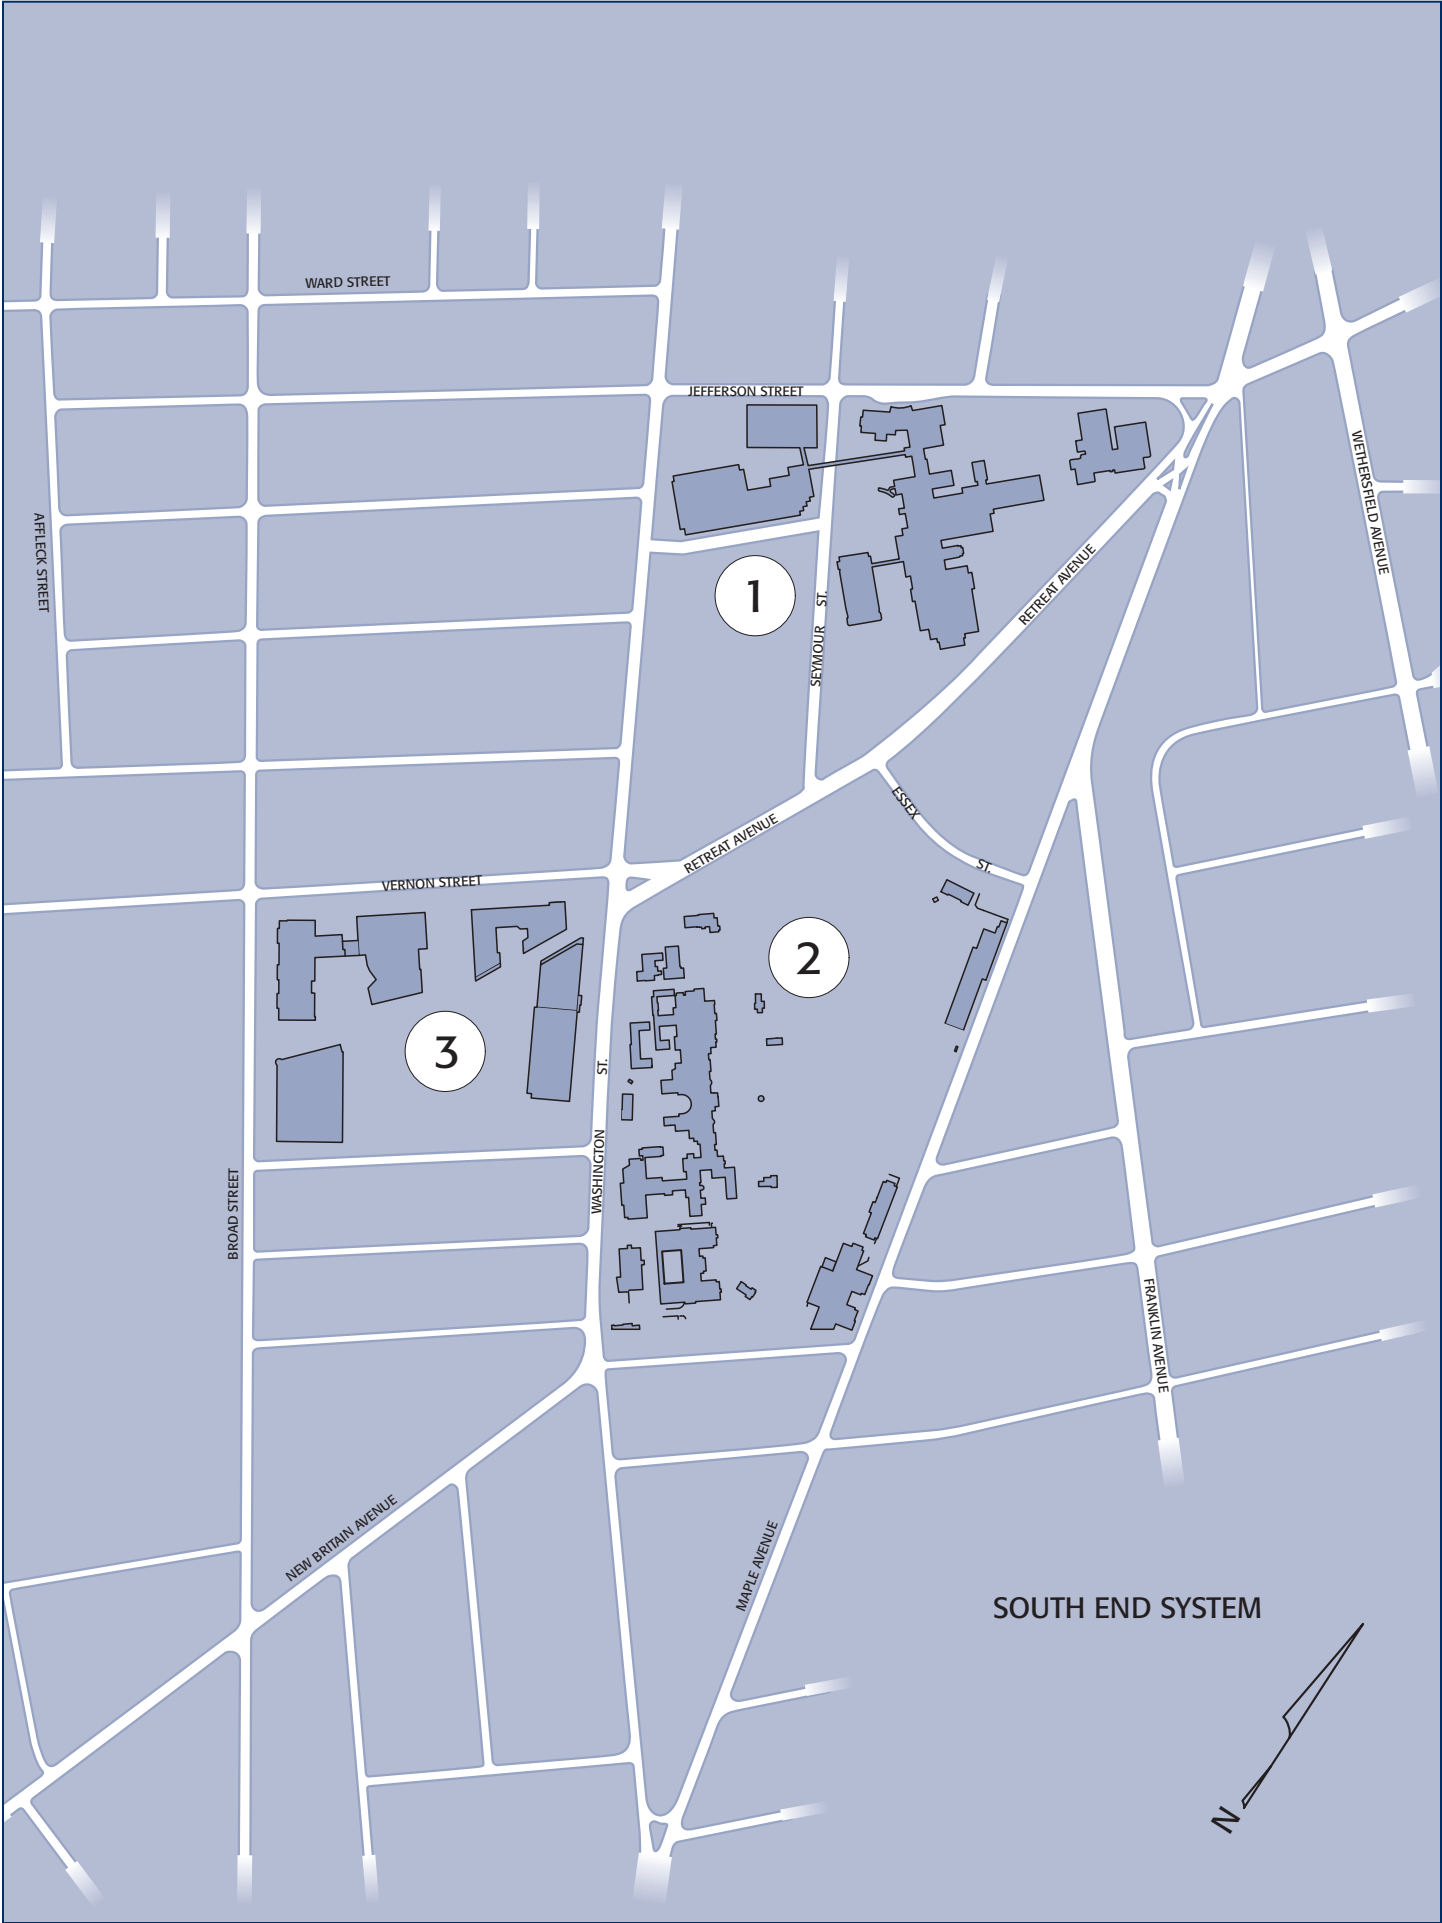 WARD STREET
JEFFERSON STREET
WETHERSFIELD AVENUE
AFFLECK STREET
RETREAT AVENUE
1
SEYMOUR ST.
ESSEX ST.
RETREAT AVENUE
VERNON STREET
2
3
WASHINGTON ST.
BROAD STREET
FRANKLIN AVENUE
NEW BRITAIN AVENUE
MAPLE AVENUE
SOUTH END SYSTEM
N